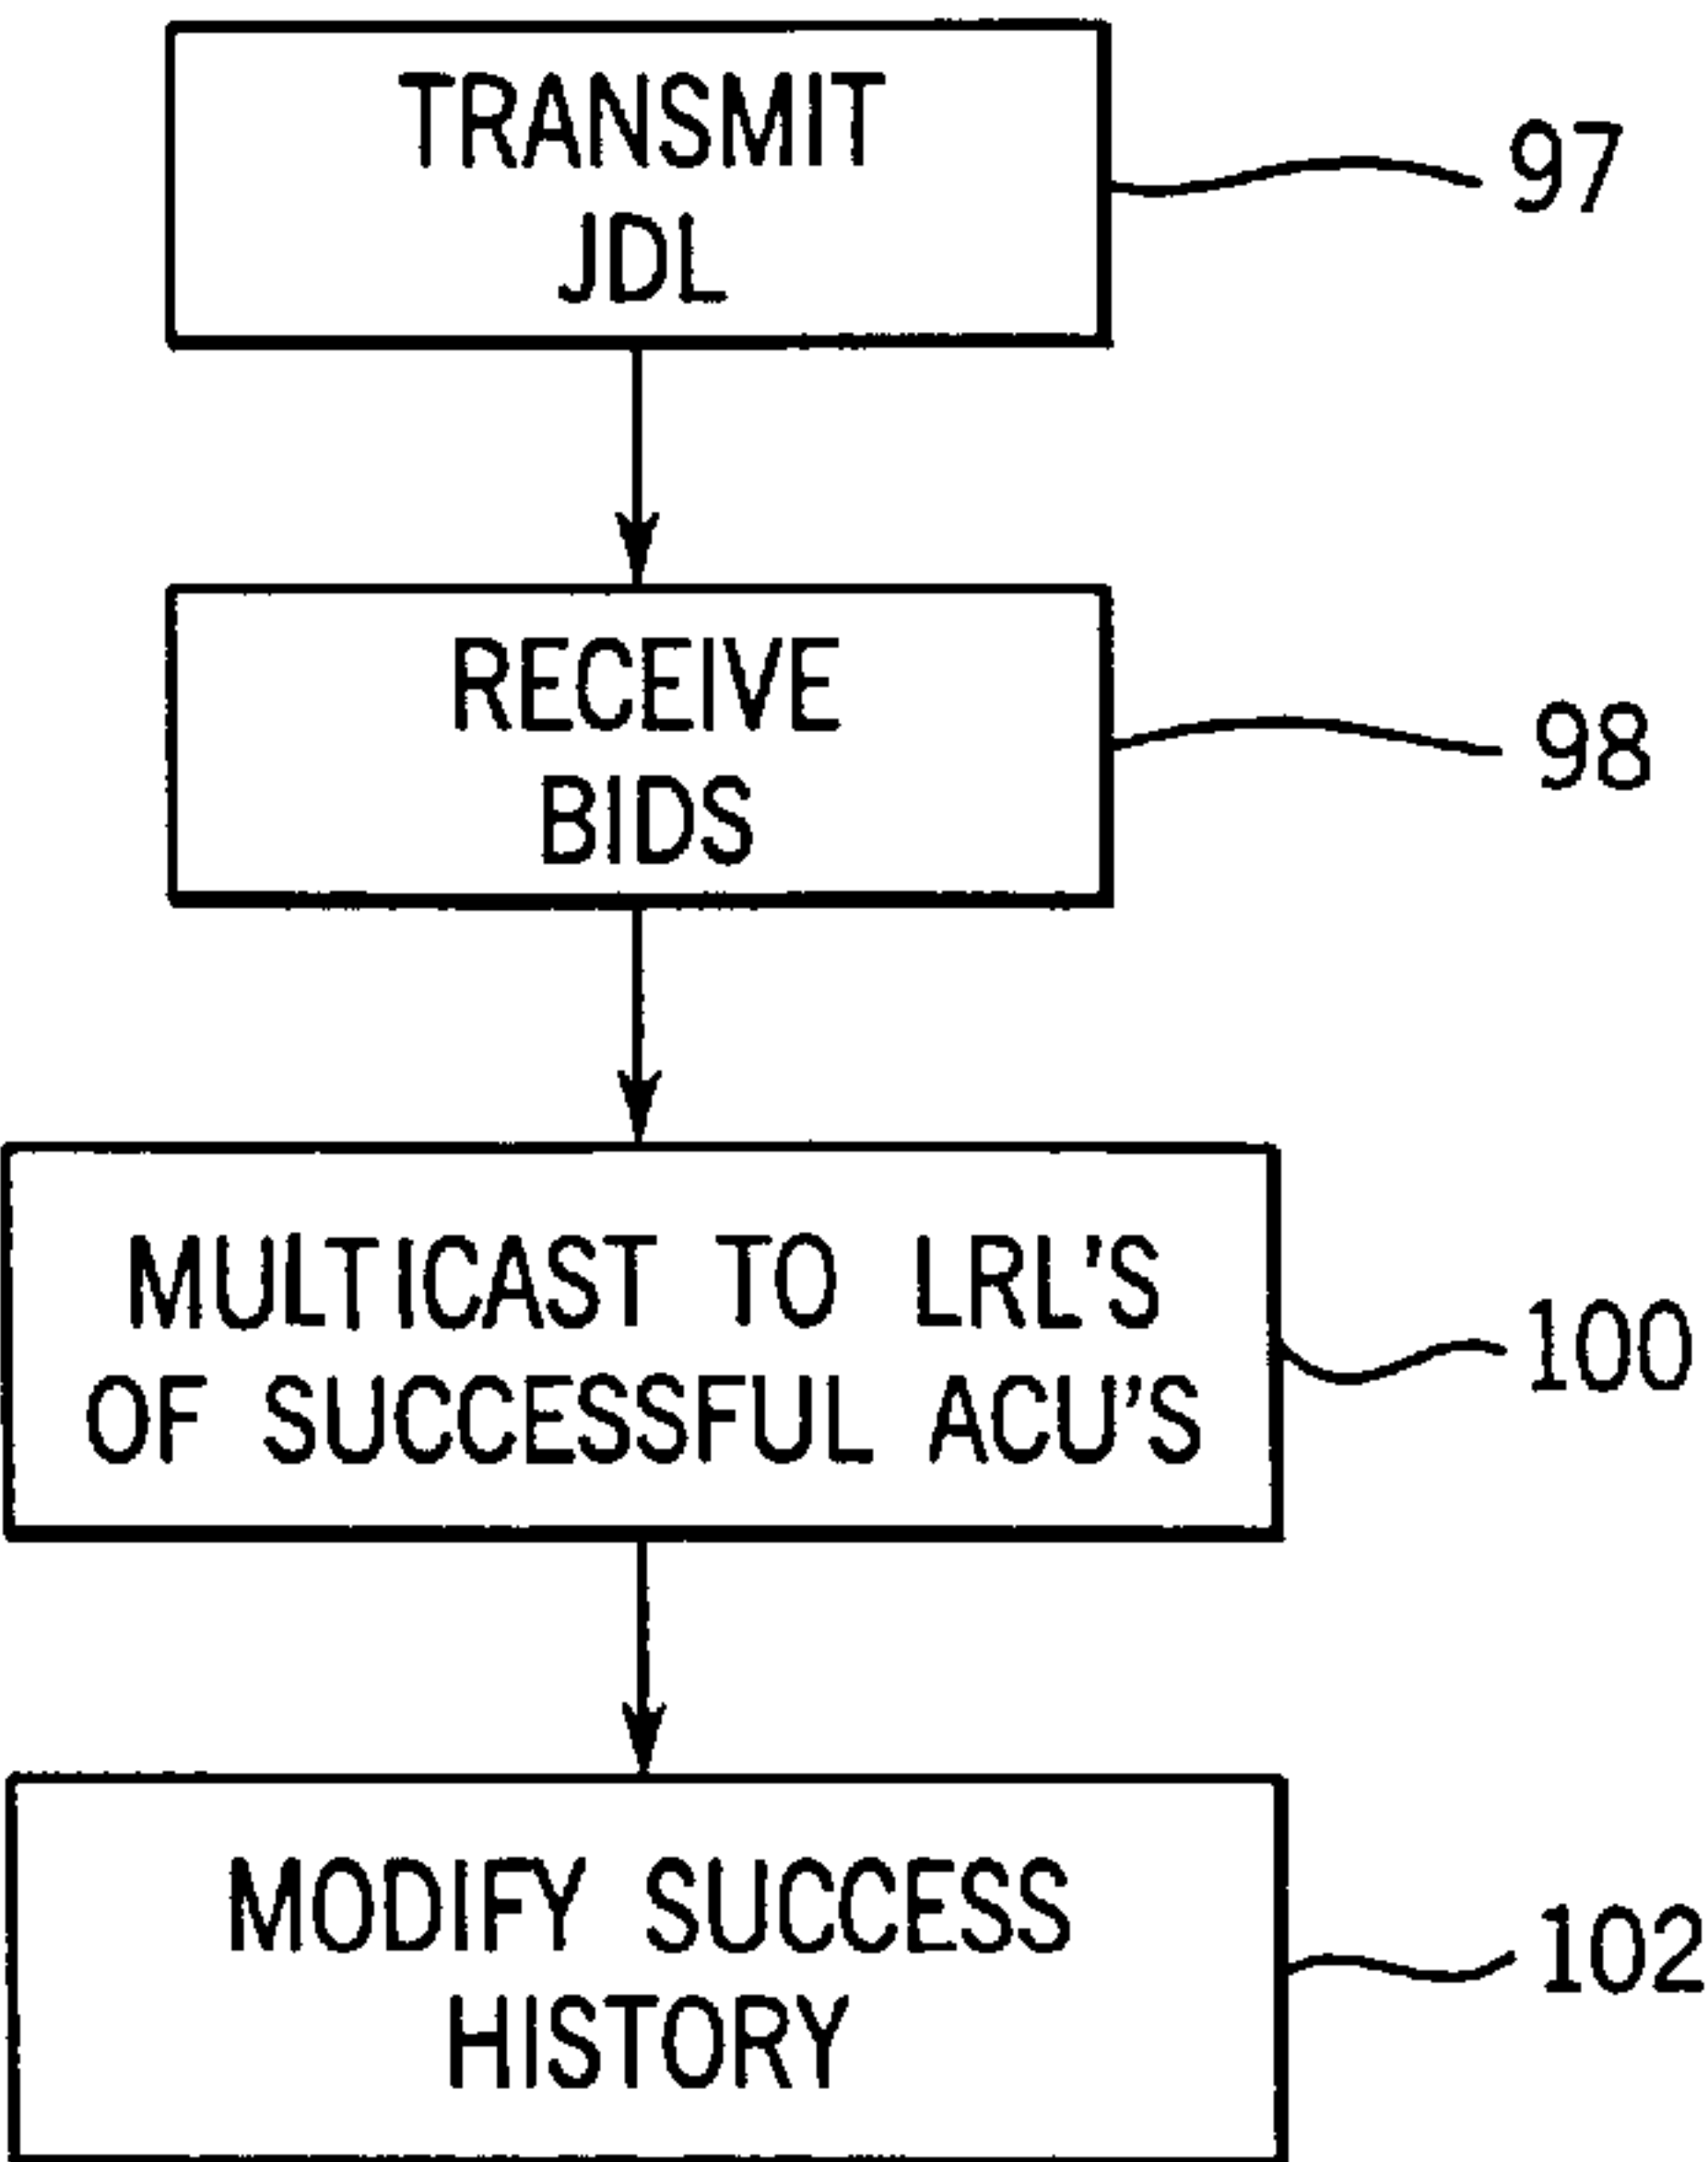 TRANSMIT
JDL
97
RECEIVE
BIDS
98
MULTICAST TO LRL'S
OF SUCCESSFUL ACU'S
100
MODIFY SUCCESS
HISTORY
102